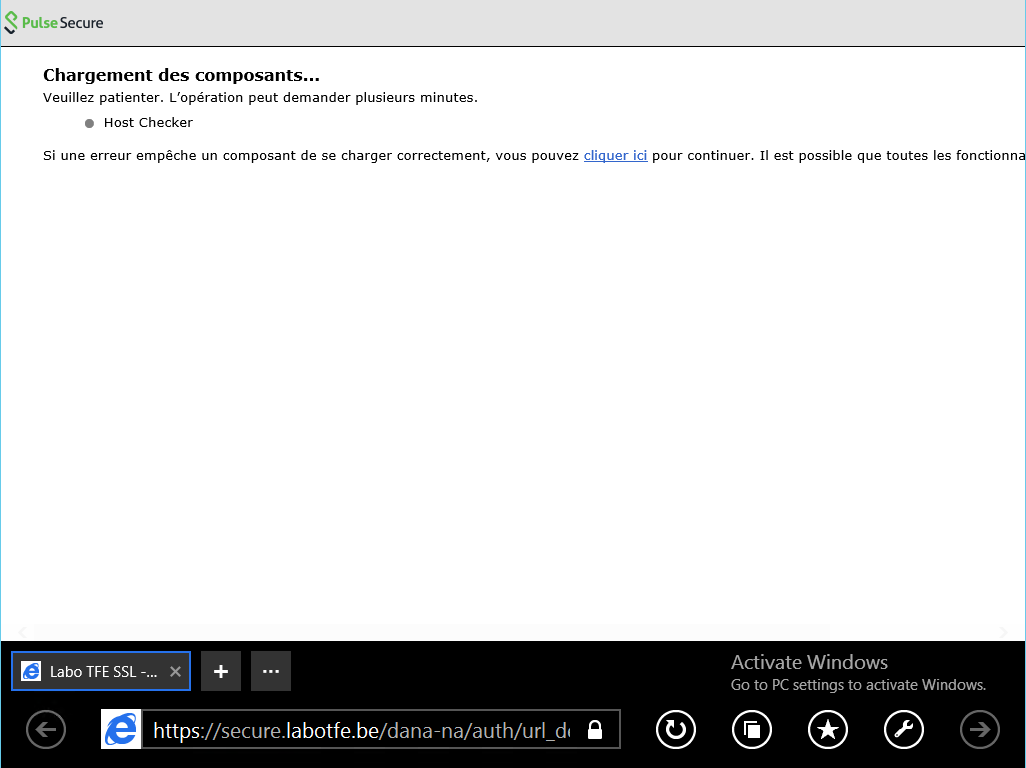 Pulse Secure
Chargement des composants...
Veuillez patienter. L'opération peut demander plusieurs minutes.
Host Checker
Si une erreur empêche un composant de se charger correctement, vous pouvez cliquer ici pour continuer. Il est possible que toutes les fonctionna
Labo TFE SSL -...
Activate Windows
Go to PC settings to activate Windows.
https://secure.labotfe.be/dana-na/auth/url_de